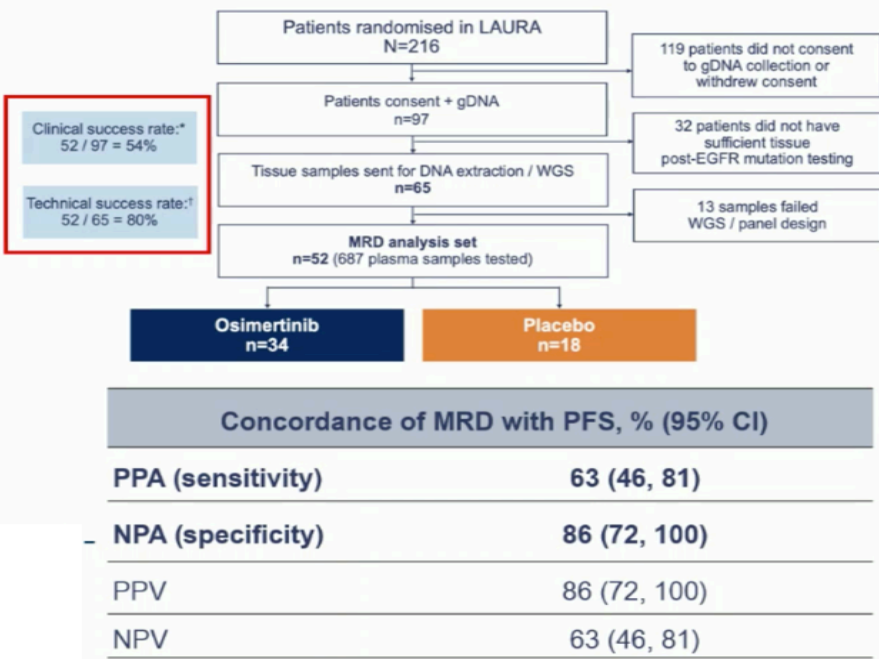 Patients randomised in LAURA
N=216
119 patients did not consent
to gDNA collection or
withdrew consent
Patients consent + gDNA
n=97
Clinical success rate:*
52 / 97 = 54%
32 patients did not have
sufficient tissue
post-EGFR mutation testing
Tissue samples sent for DNA extraction / WGS
n=65
Technical success rate:†
52 / 65 = 80%
13 samples failed
WGS / panel design
MRD analysis set
n=52 (687 plasma samples tested)
Osimertinib
n=34
Placebo
n=18
Concordance of MRD with PFS, % (95% CI)
PPA (sensitivity) 63 (46, 81)
NPA (specificity) 86 (72, 100)
PPV 86 (72, 100)
NPV 63 (46, 81)